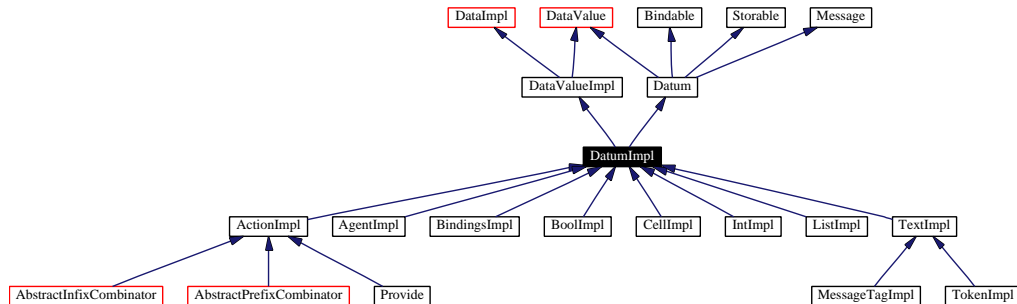 DataImpl DataValue Bindable Storable Message
DataValueImpl Datum
DatumImpl
ActionImpl AgentImpl BindingsImpl BoolImpl CellImpl IntImpl ListImpl TextImpl
AbstractInfixCombinator AbstractPrefixCombinator Provide MessageTagImpl TokenImpl